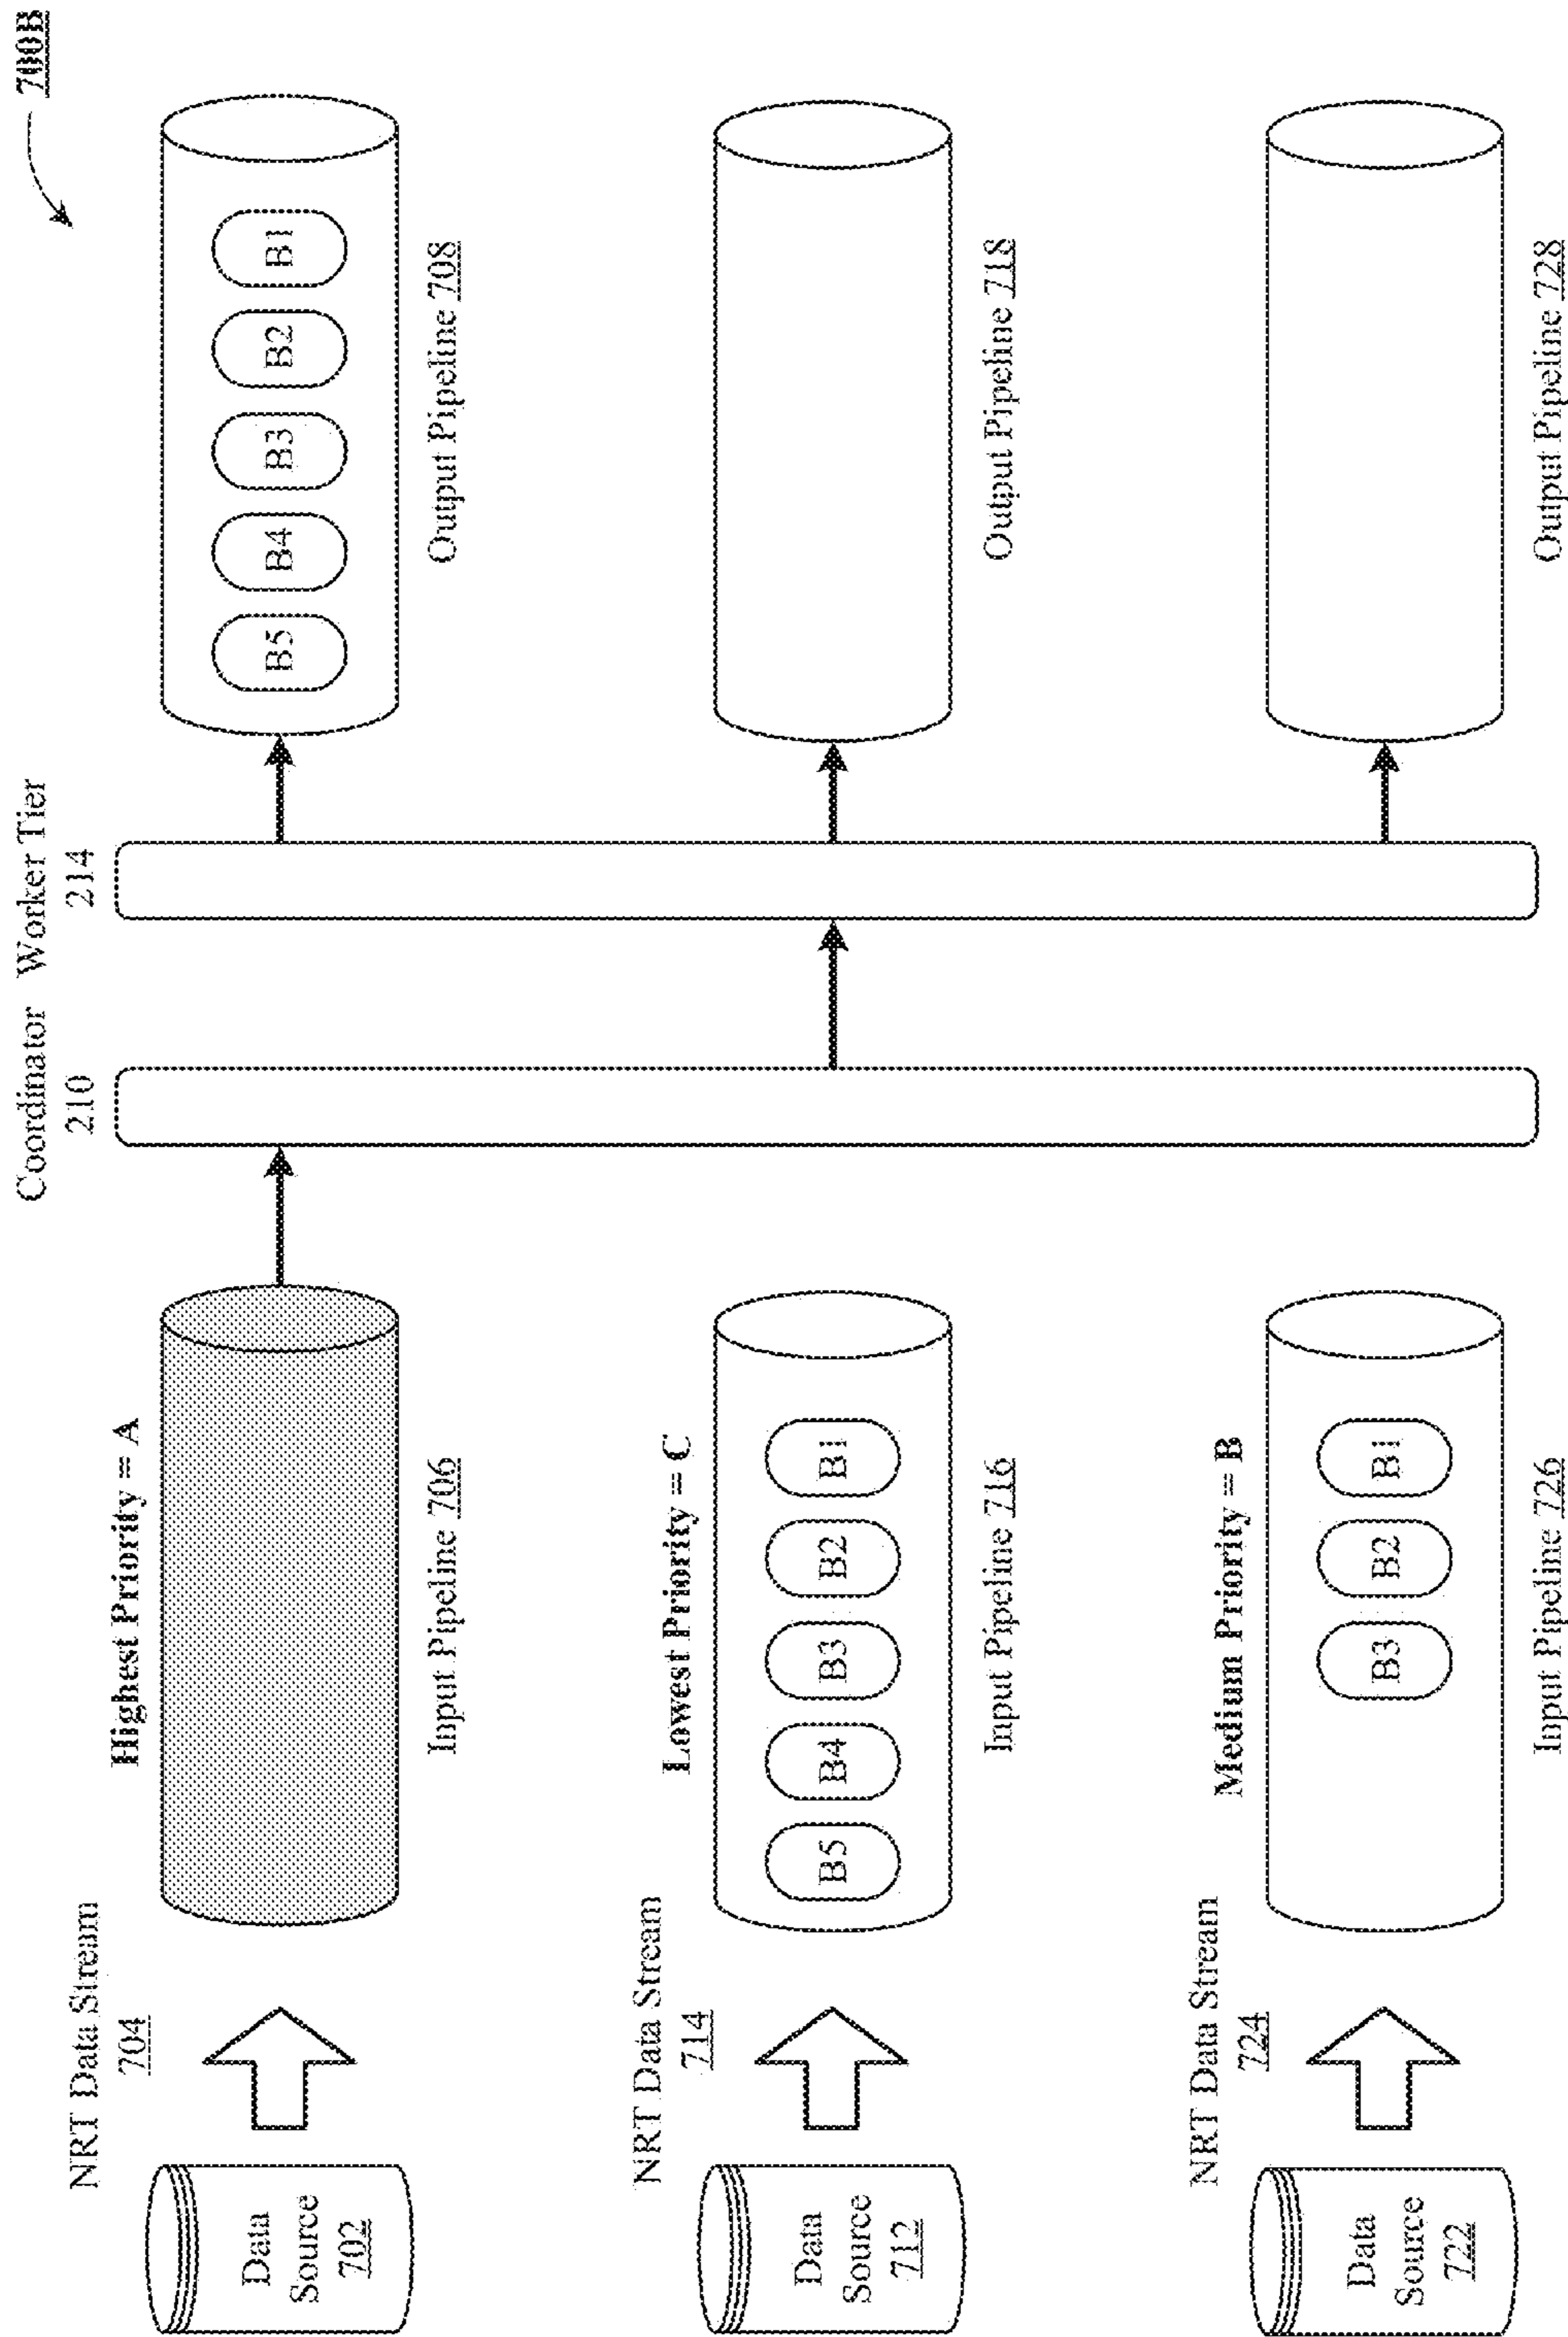 700B
Coordinator Worker Tier
210 214
NRT Data Stream
704
Highest Priority = A
Data
Source
702
Input Pipeline 706
B5 B4 B3 B2 B1
Output Pipeline 708
NRT Data Stream
714
Lowest Priority = C
Data
Source
712
B5 B4 B3 B2 B1
Input Pipeline 716
Output Pipeline 718
NRT Data Stream
724
Medium Priority = B
Data
Source
722
B3 B2 B1
Input Pipeline 726
Output Pipeline 728